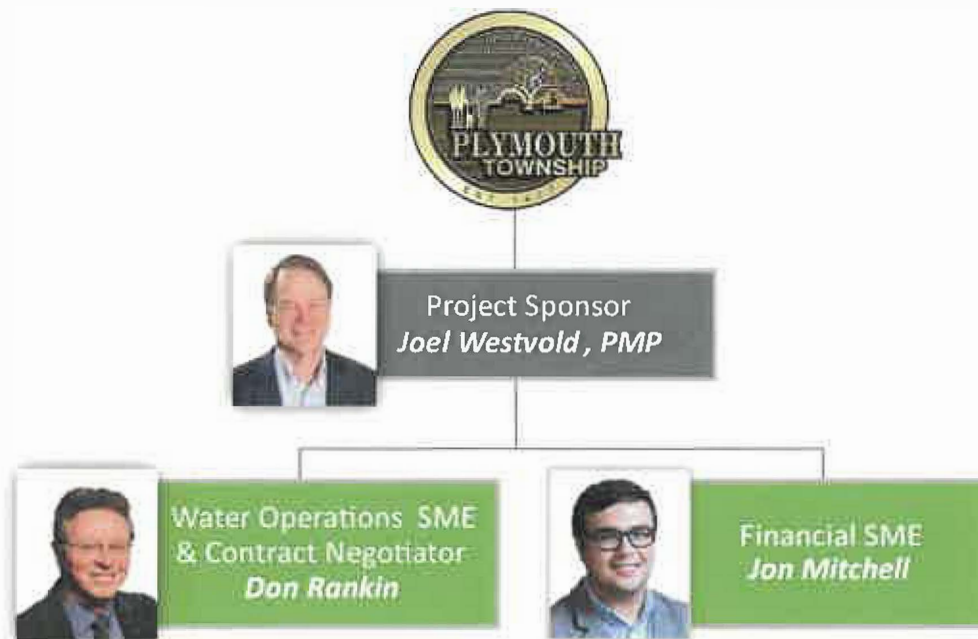 PLYMOUTH
TOWNSHIP
Project Sponsor
Joel Westvold, PMP
Water Operations SME
& Contract Negotiator
Don Rankin
Financial SME
Jon Mitchell